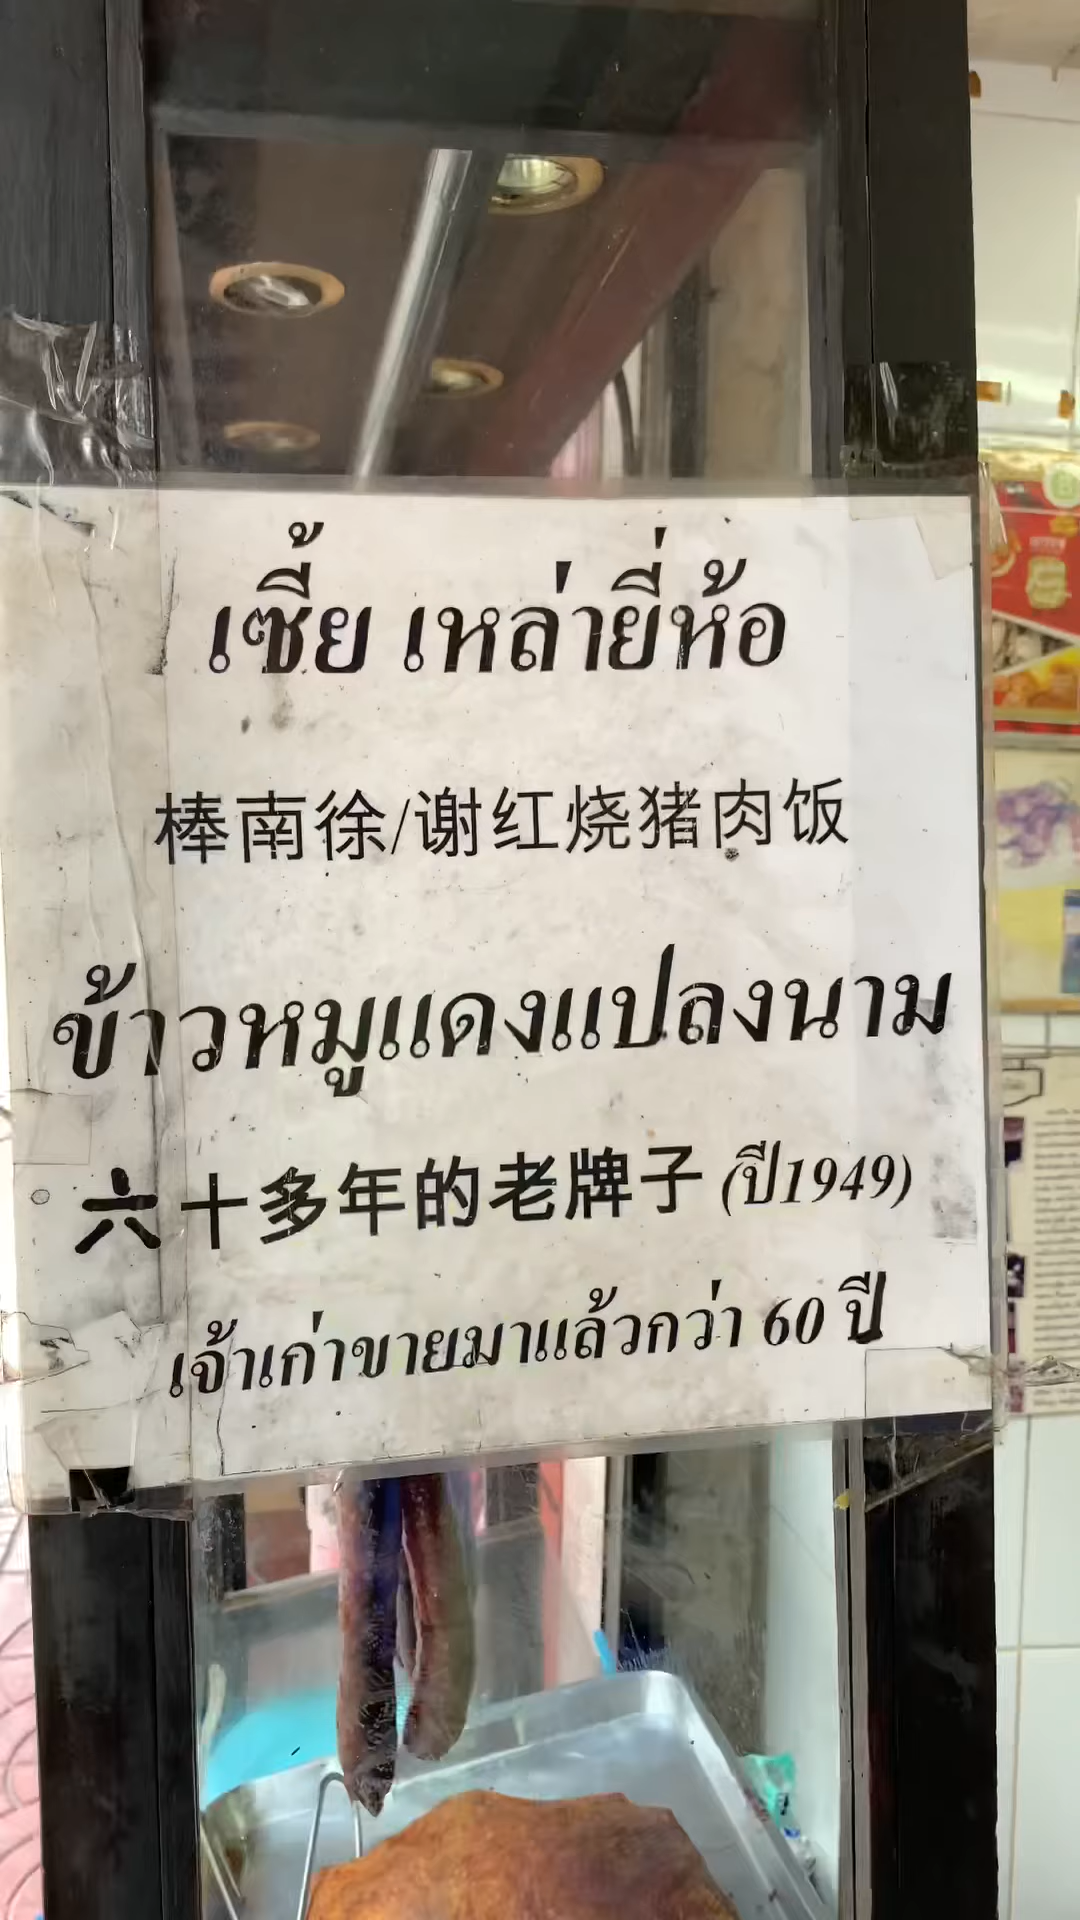 เซี้ย เหล่ายี่ห้อ
棒南徐/谢红烧猪肉饭
ข้าวหมูแดงแปลงนาม
六十多年的老牌子 (ปี1949)
เจ้าเก่าขายมาแล้วกว่า 60 ปี